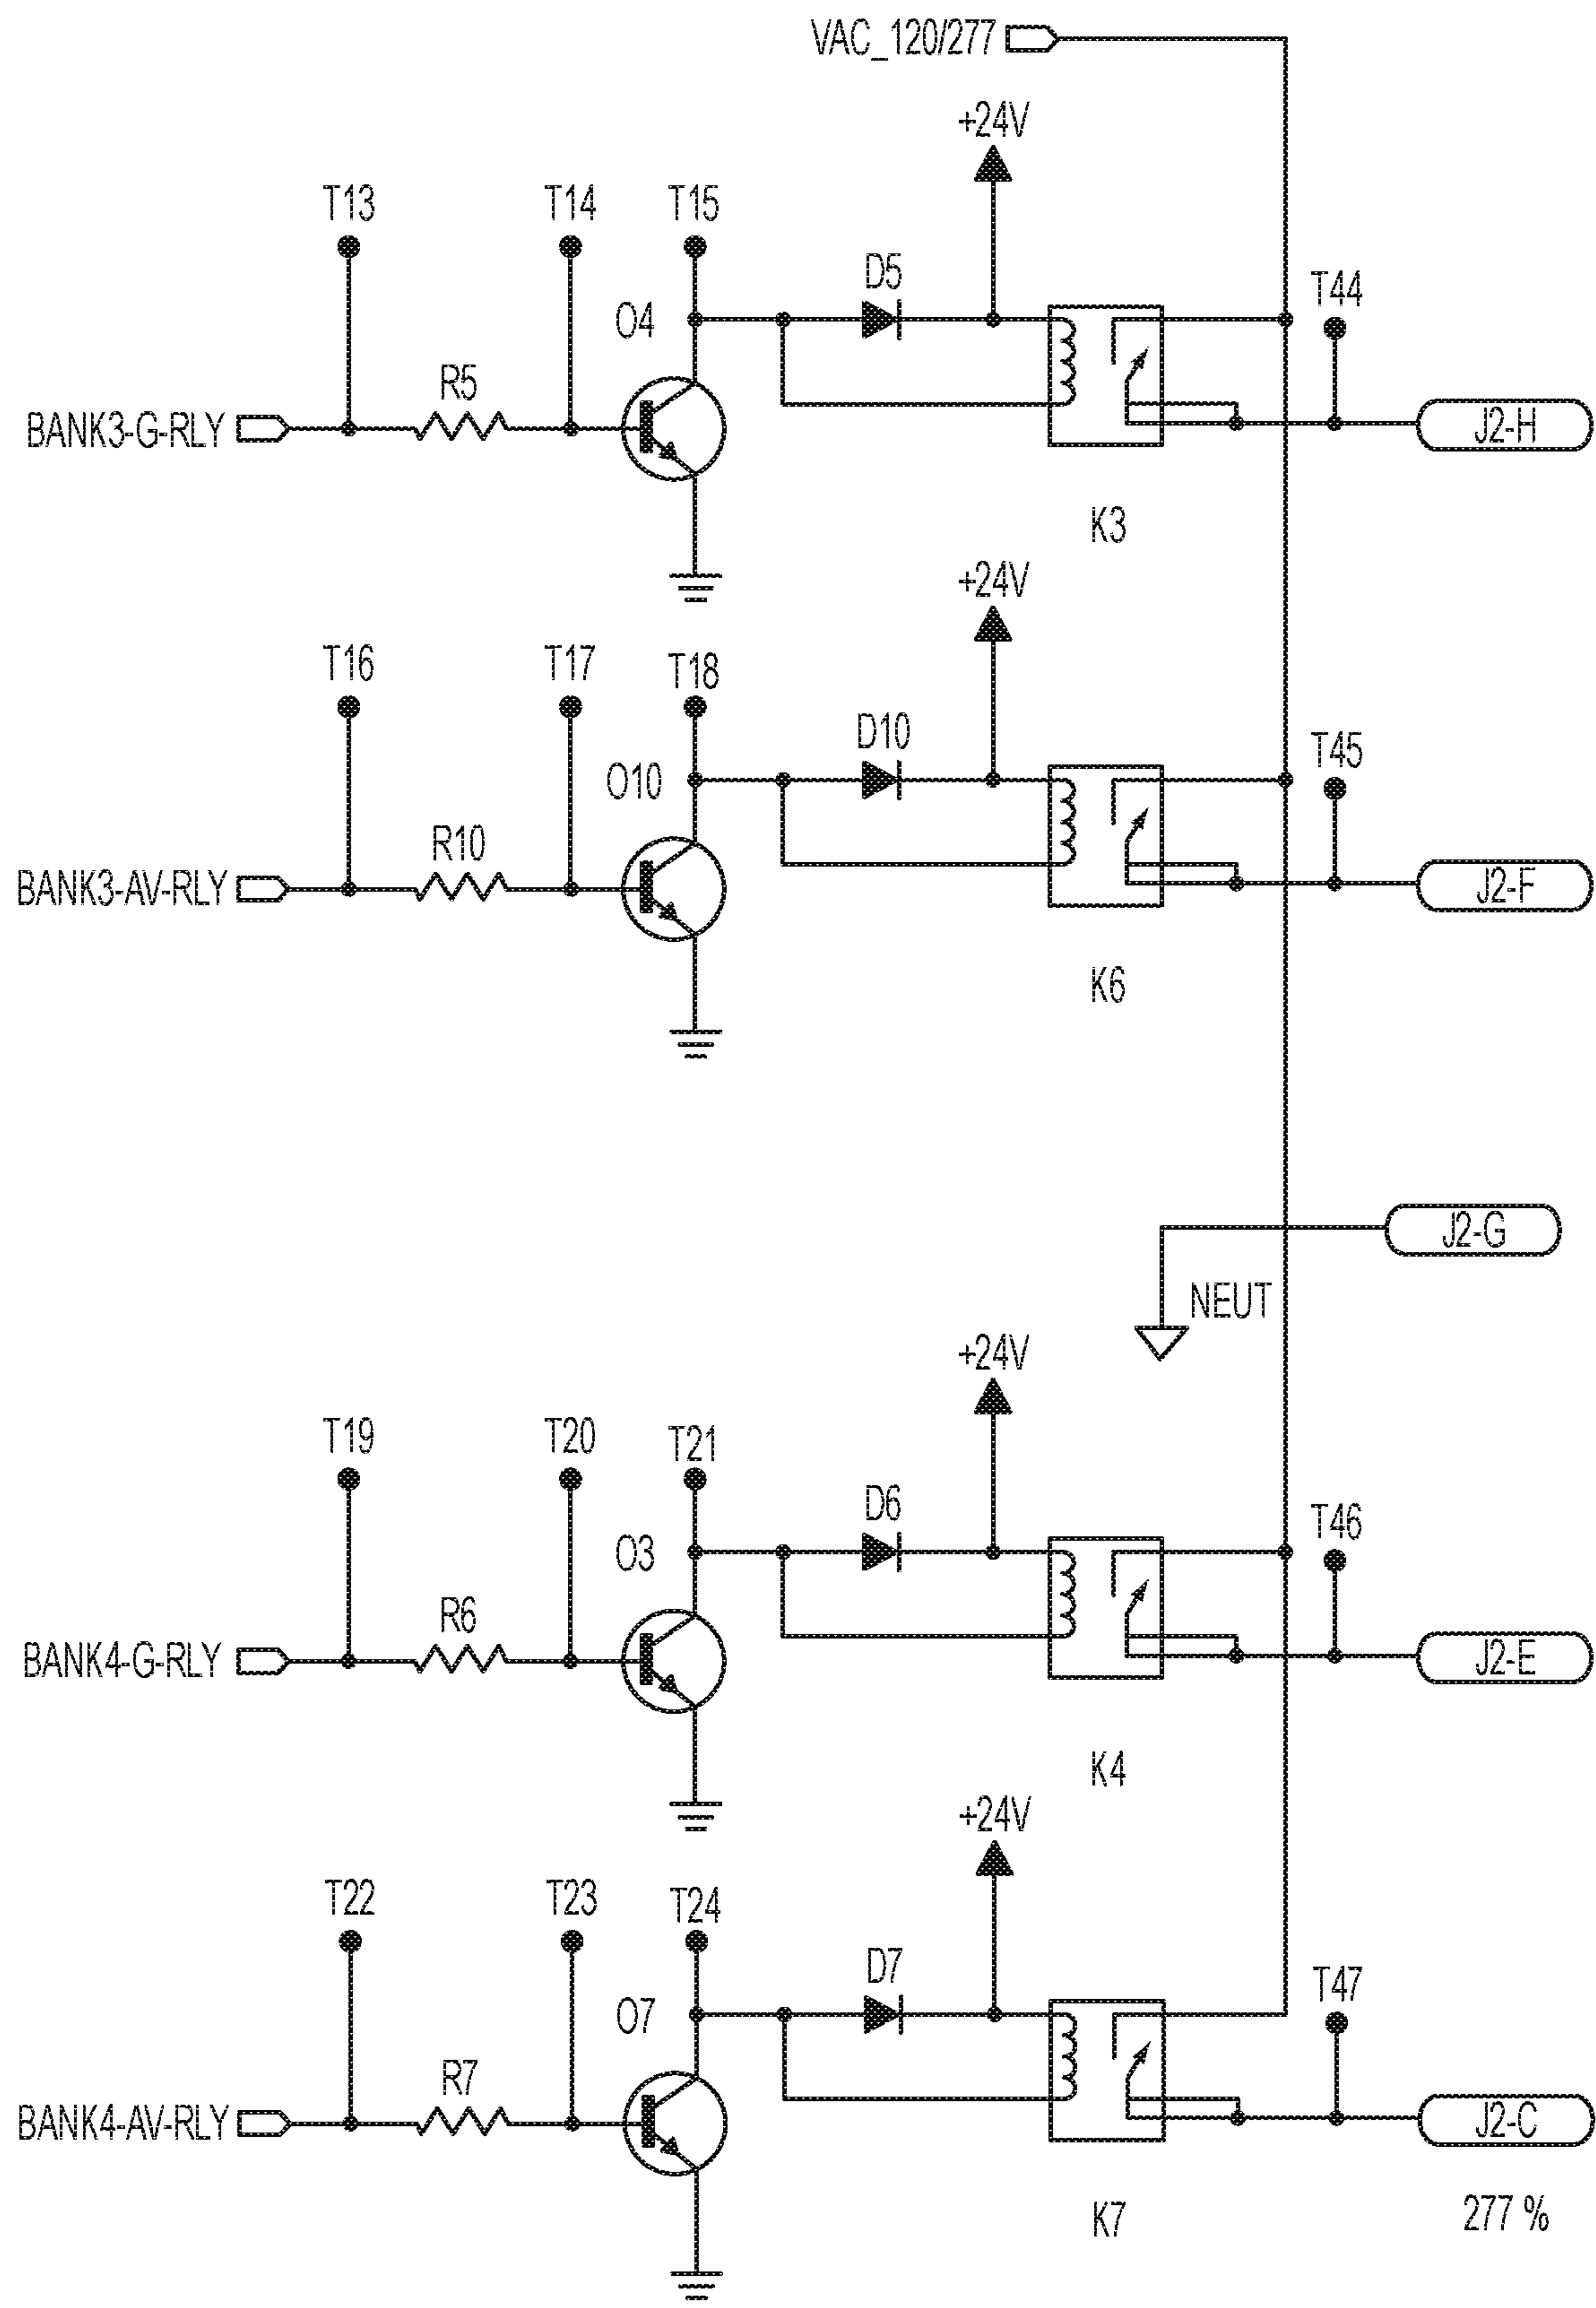 VAC_120/277
+24V
T13
T14
T15
D5
T44
O4
R5
BANK3-G-RLY
J2-H
K3
+24V
T16
T17
T18
D10
T45
O10
R10
BANK3-AV-RLY
J2-F
K6
J2-G
NEUT
+24V
T19
T20
T21
D6
T46
O3
R6
BANK4-G-RLY
J2-E
K4
+24V
T22
T23
T24
D7
T47
O7
R7
BANK4-AV-RLY
J2-C
K7
277 %